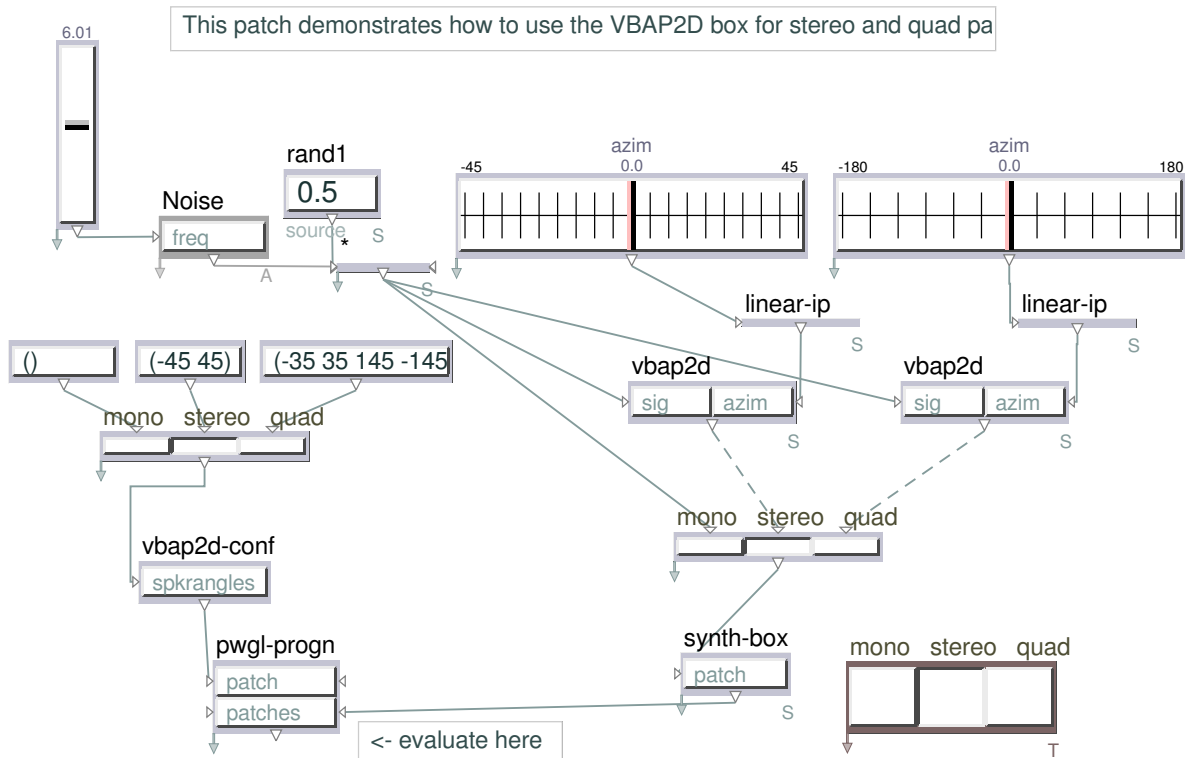 This patch demonstrates how to use the VBAP2D box for stereo and quad pa
6.01
rand1
0.5
source
S
*
Noise
freq
A
S
azim
0.0
-45 45
azim
0.0
-180 180
linear-ip
S
linear-ip
S
()
(-45 45)
(-35 35 145 -145
mono stereo quad
vbap2d
sig azim
S
vbap2d
sig azim
S
mono stereo quad
vbap2d-conf
spkrangles
pwgl-progn
patch
patches
synth-box
patch
S
<- evaluate here
mono stereo quad
T